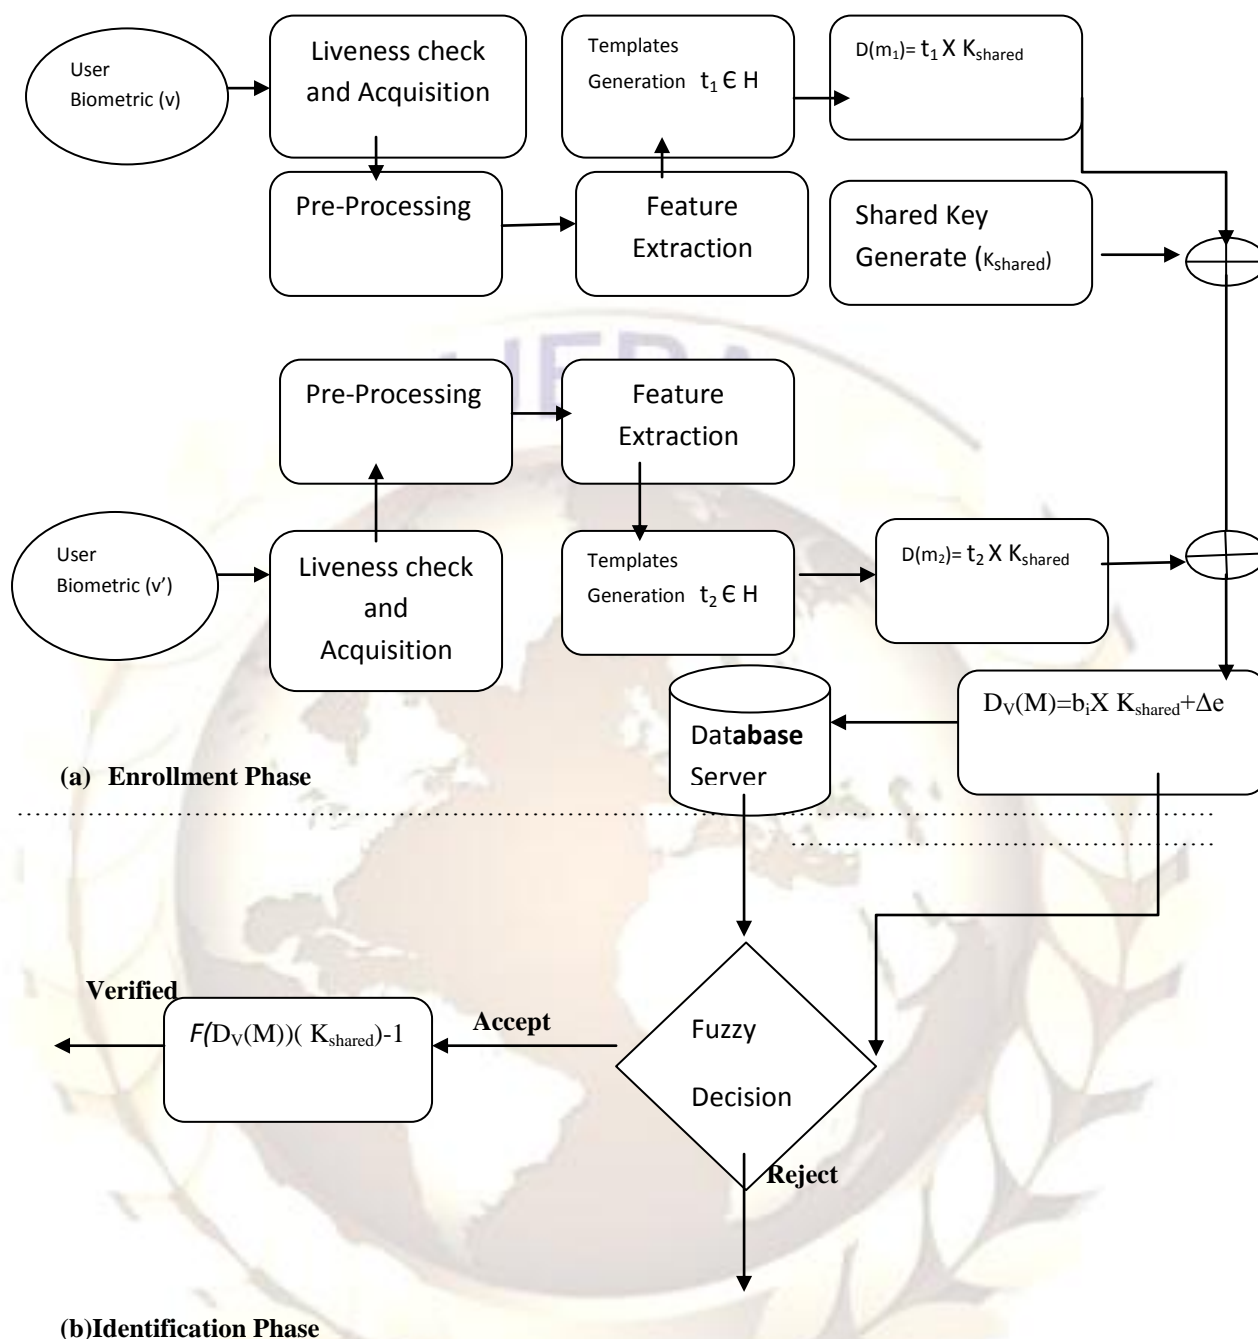 User
Biometric (v)
Liveness check
and Acquisition
Templates
Generation t₁ Є H
D(m₁)= t₁ X Kshared
Pre-Processing
Feature
Extraction
Shared Key
Generate (Kshared)
Pre-Processing
Feature
Extraction
User
Biometric (v’)
Liveness check
and
Acquisition
Templates
Generation t₂ Є H
D(m₂)= t₂ X Kshared
D_V(M)=bᵢX Kshared+Δe
Database
Server
(a) Enrollment Phase
Verified
F(D_V(M))( Kshared)-1
Accept
Fuzzy
Decision
Reject
(b)Identification Phase